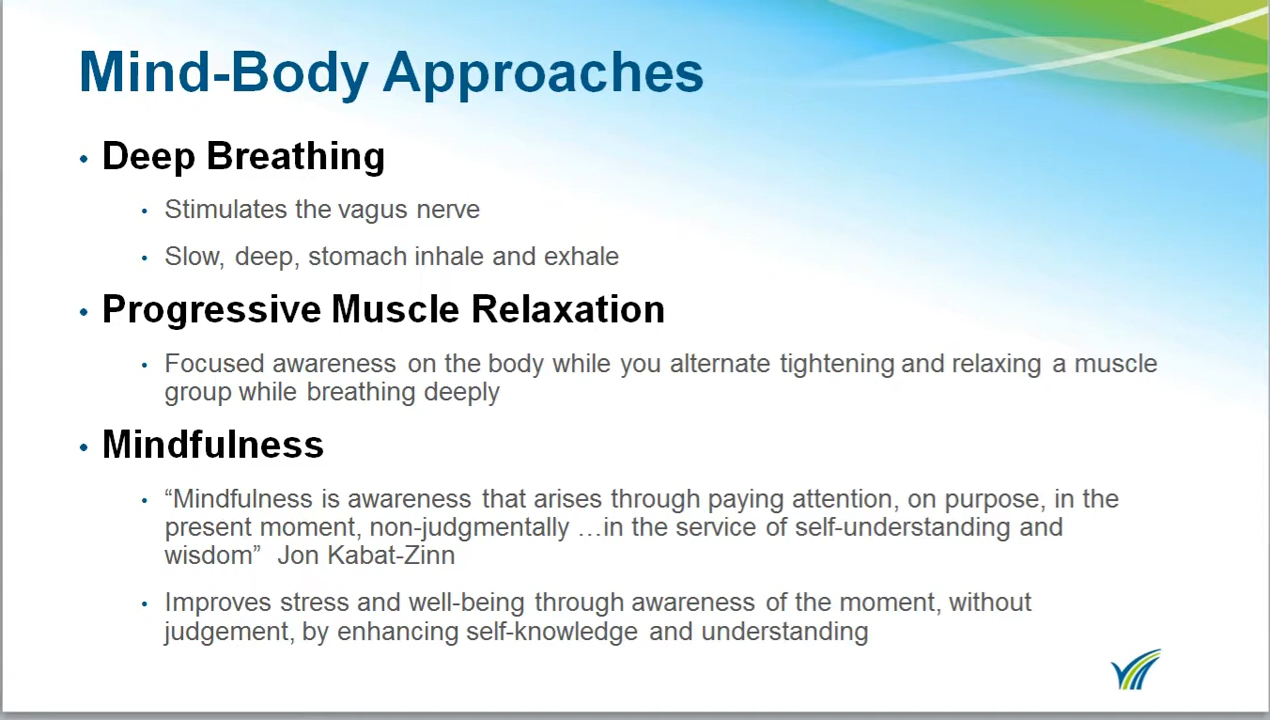 Mind-Body Approaches
• Deep Breathing
• Stimulates the vagus nerve
• Slow, deep, stomach inhale and exhale
• Progressive Muscle Relaxation
• Focused awareness on the body while you alternate tightening and relaxing a muscle
group while breathing deeply
• Mindfulness
• “Mindfulness is awareness that arises through paying attention, on purpose, in the
present moment, non-judgmentally …in the service of self-understanding and
wisdom” Jon Kabat-Zinn
• Improves stress and well-being through awareness of the moment, without
judgement, by enhancing self-knowledge and understanding